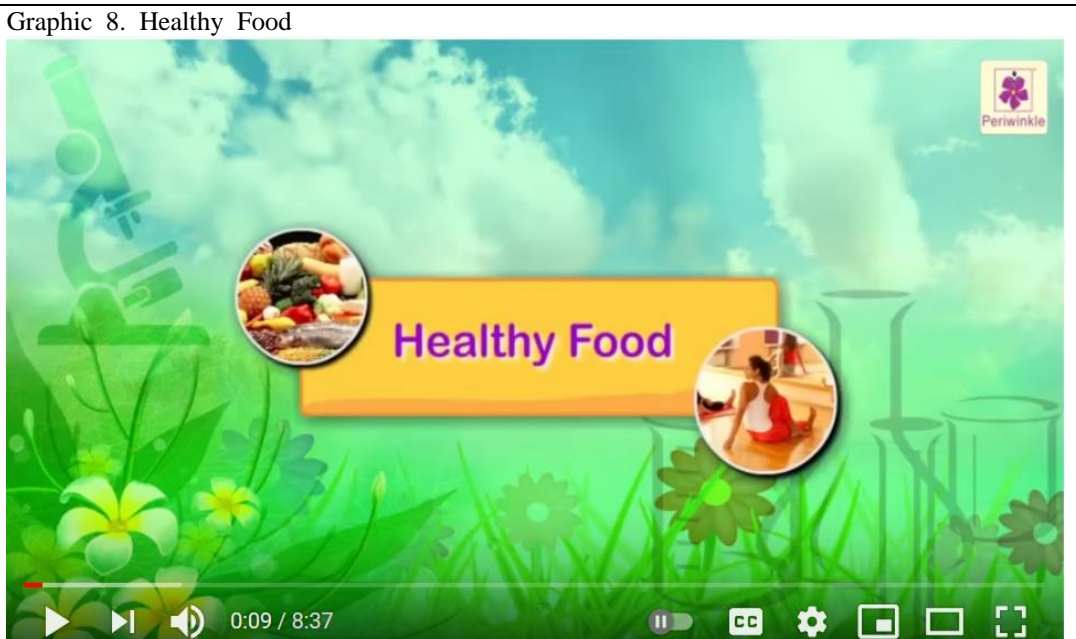 Graphic 8. Healthy Food
Periwinkle
Healthy Food
0:09 / 8:37
CC